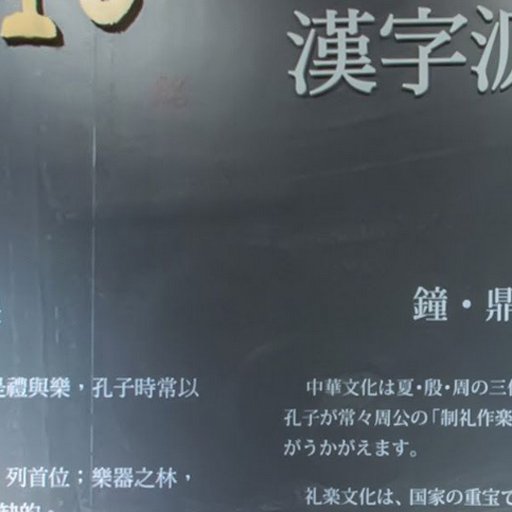 漢字源
鐘・鼎
是禮與樂,孔子時常以
列首位;樂器之林,
中華文化は夏・殷・周の三
孔子が常々周公の「制礼作楽
がうかがえます。
礼楽文化は、国家の重宝で